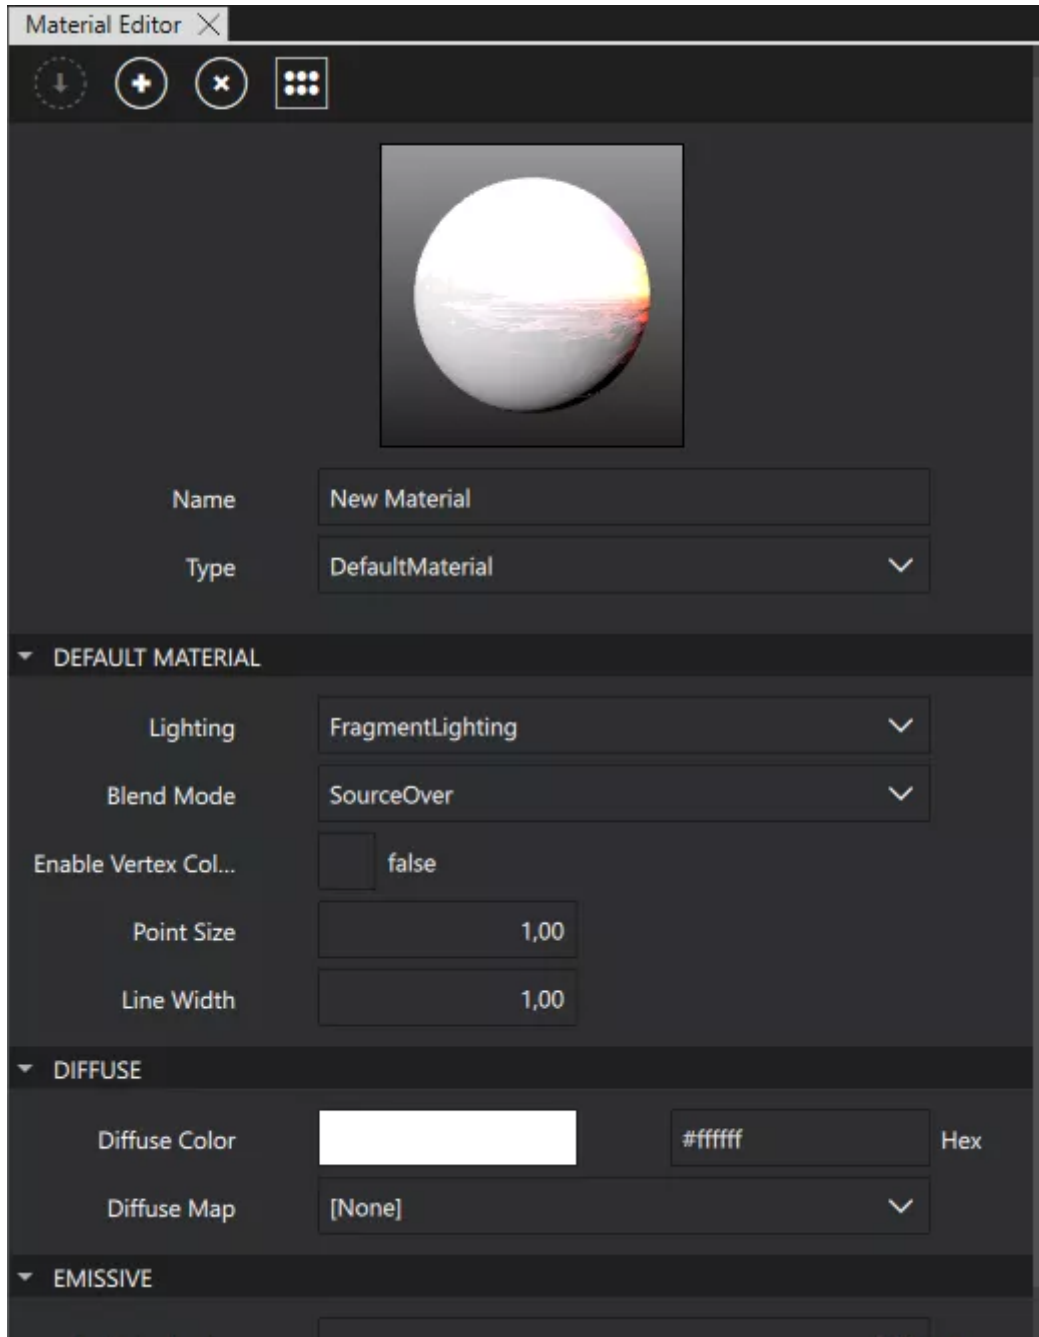 Material Editor
Name New Material
Type DefaultMaterial
DEFAULT MATERIAL
Lighting FragmentLighting
Blend Mode SourceOver
Enable Vertex Col... false
Point Size 1,00
Line Width 1,00
DIFFUSE
Diffuse Color #ffffff Hex
Diffuse Map [None]
EMISSIVE